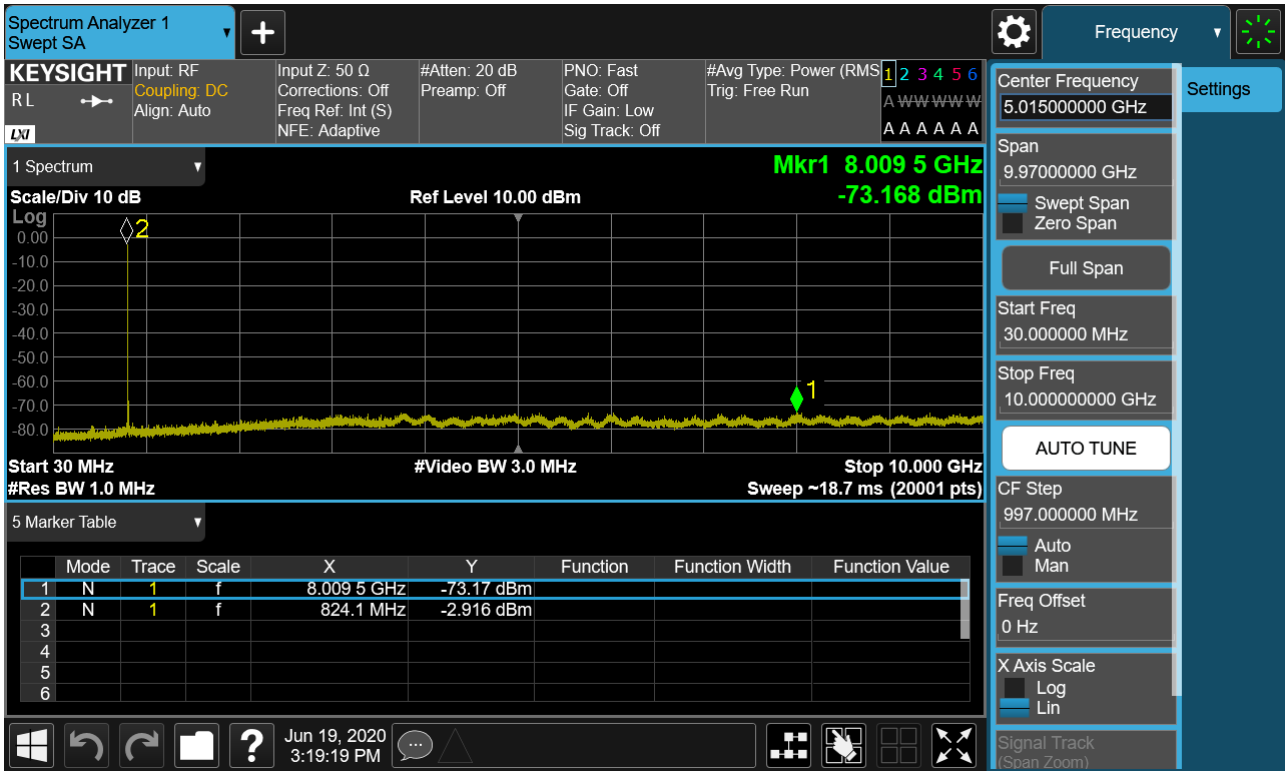 Spectrum Analyzer 1
Swept SA
Frequency
KEYSIGHT
R L
LXI
Input: RF
Coupling: DC
Align: Auto
Input Z: 50 Ω
Corrections: Off
Freq Ref: Int (S)
NFE: Adaptive
#Atten: 20 dB
Preamp: Off
PNO: Fast
Gate: Off
IF Gain: Low
Sig Track: Off
#Avg Type: Power (RMS
Trig: Free Run
1 2 3 4 5 6
A W W W W W
A A A A A A
1 Spectrum
Mkr1 8.009 5 GHz
-73.168 dBm
Scale/Div 10 dB
Ref Level 10.00 dBm
Log
0.00
-10.0
-20.0
-30.0
-40.0
-50.0
-60.0
-70.0
-80.0
2
1
Start 30 MHz
#Video BW 3.0 MHz
Stop 10.000 GHz
#Res BW 1.0 MHz
Sweep ~18.7 ms (20001 pts)
5 Marker Table
Mode Trace Scale X Y Function Function Width Function Value
1 N 1 f 8.009 5 GHz -73.17 dBm
2 N 1 f 824.1 MHz -2.916 dBm
3
4
5
6
?
Jun 19, 2020
3:19:19 PM
Center Frequency
5.015000000 GHz
Settings
Span
9.97000000 GHz
Swept Span
Zero Span
Full Span
Start Freq
30.000000 MHz
Stop Freq
10.000000000 GHz
AUTO TUNE
CF Step
997.000000 MHz
Auto
Man
Freq Offset
0 Hz
X Axis Scale
Log
Lin
Signal Track
(Span Zoom)